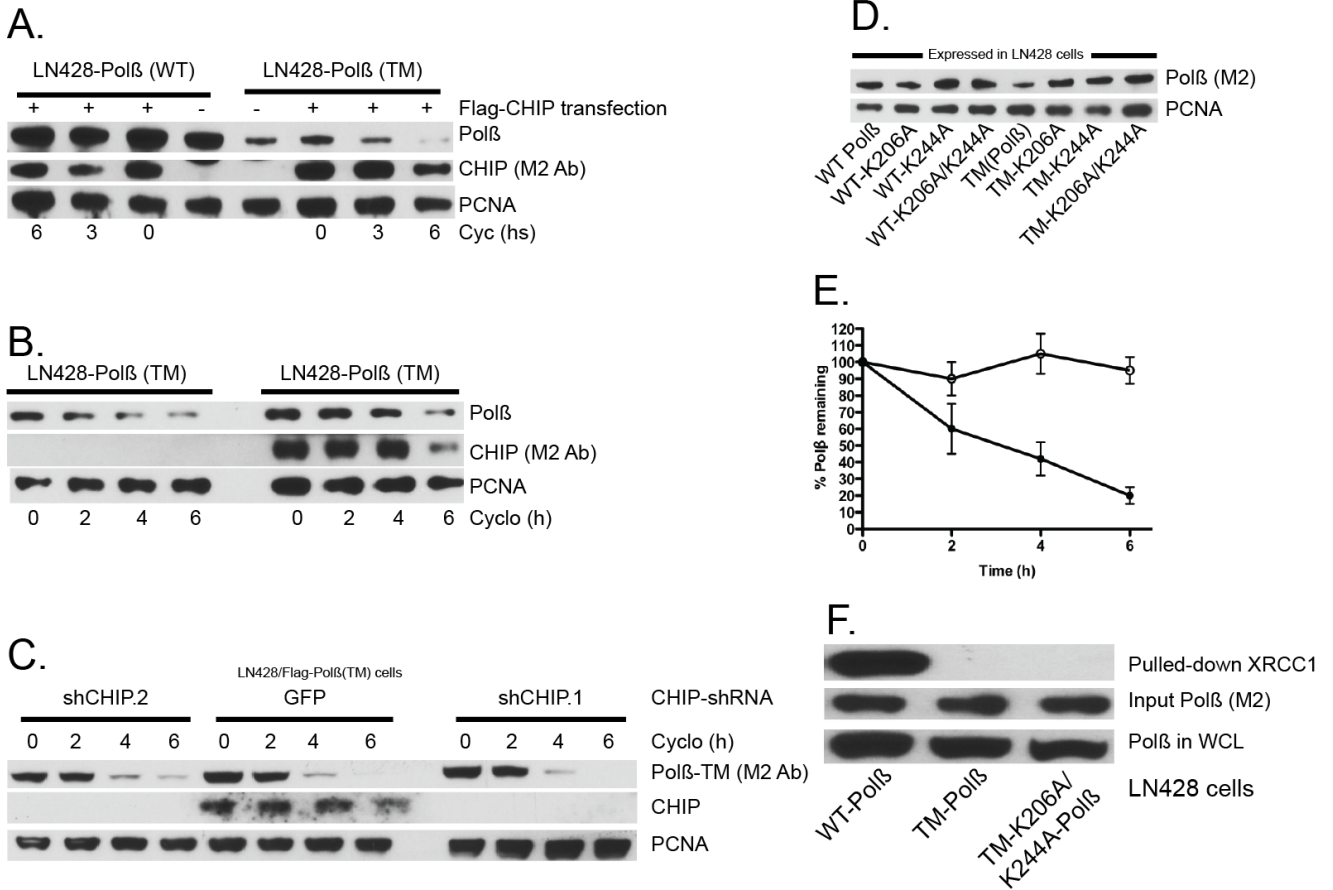 A.
LN428-Polß (WT)
LN428-Polß (TM)
+ + + - - + + + Flag-CHIP transfection
Polß
CHIP (M2 Ab)
PCNA
6 3 0 0 3 6 Cyc (hs)
B.
LN428-Polß (TM)
LN428-Polß (TM)
Polß
CHIP (M2 Ab)
PCNA
0 2 4 6 0 2 4 6 Cyclo (h)
C.
LN428/Flag-Polß(TM) cells
shCHIP.2 GFP shCHIP.1 CHIP-shRNA
0 2 4 6 0 2 4 6 0 2 4 6 Cyclo (h)
Polß-TM (M2 Ab)
CHIP
PCNA
D.
Expressed in LN428 cells
Polß (M2)
PCNA
WT Polß
WT-K206A
WT-K244A
WT-K206A/K244A
TM(Polß)
TM-K206A
TM-K244A
TM-K206A/K244A
E.
120
110
100
90
80
70
60
50
40
30
20
10
0
% Polβ remaining
0 2 4 6
Time (h)
F.
Pulled-down XRCC1
Input Polß (M2)
Polß in WCL
WT-Polß
TM-Polß
TM-K206A/
K244A-Polß
LN428 cells